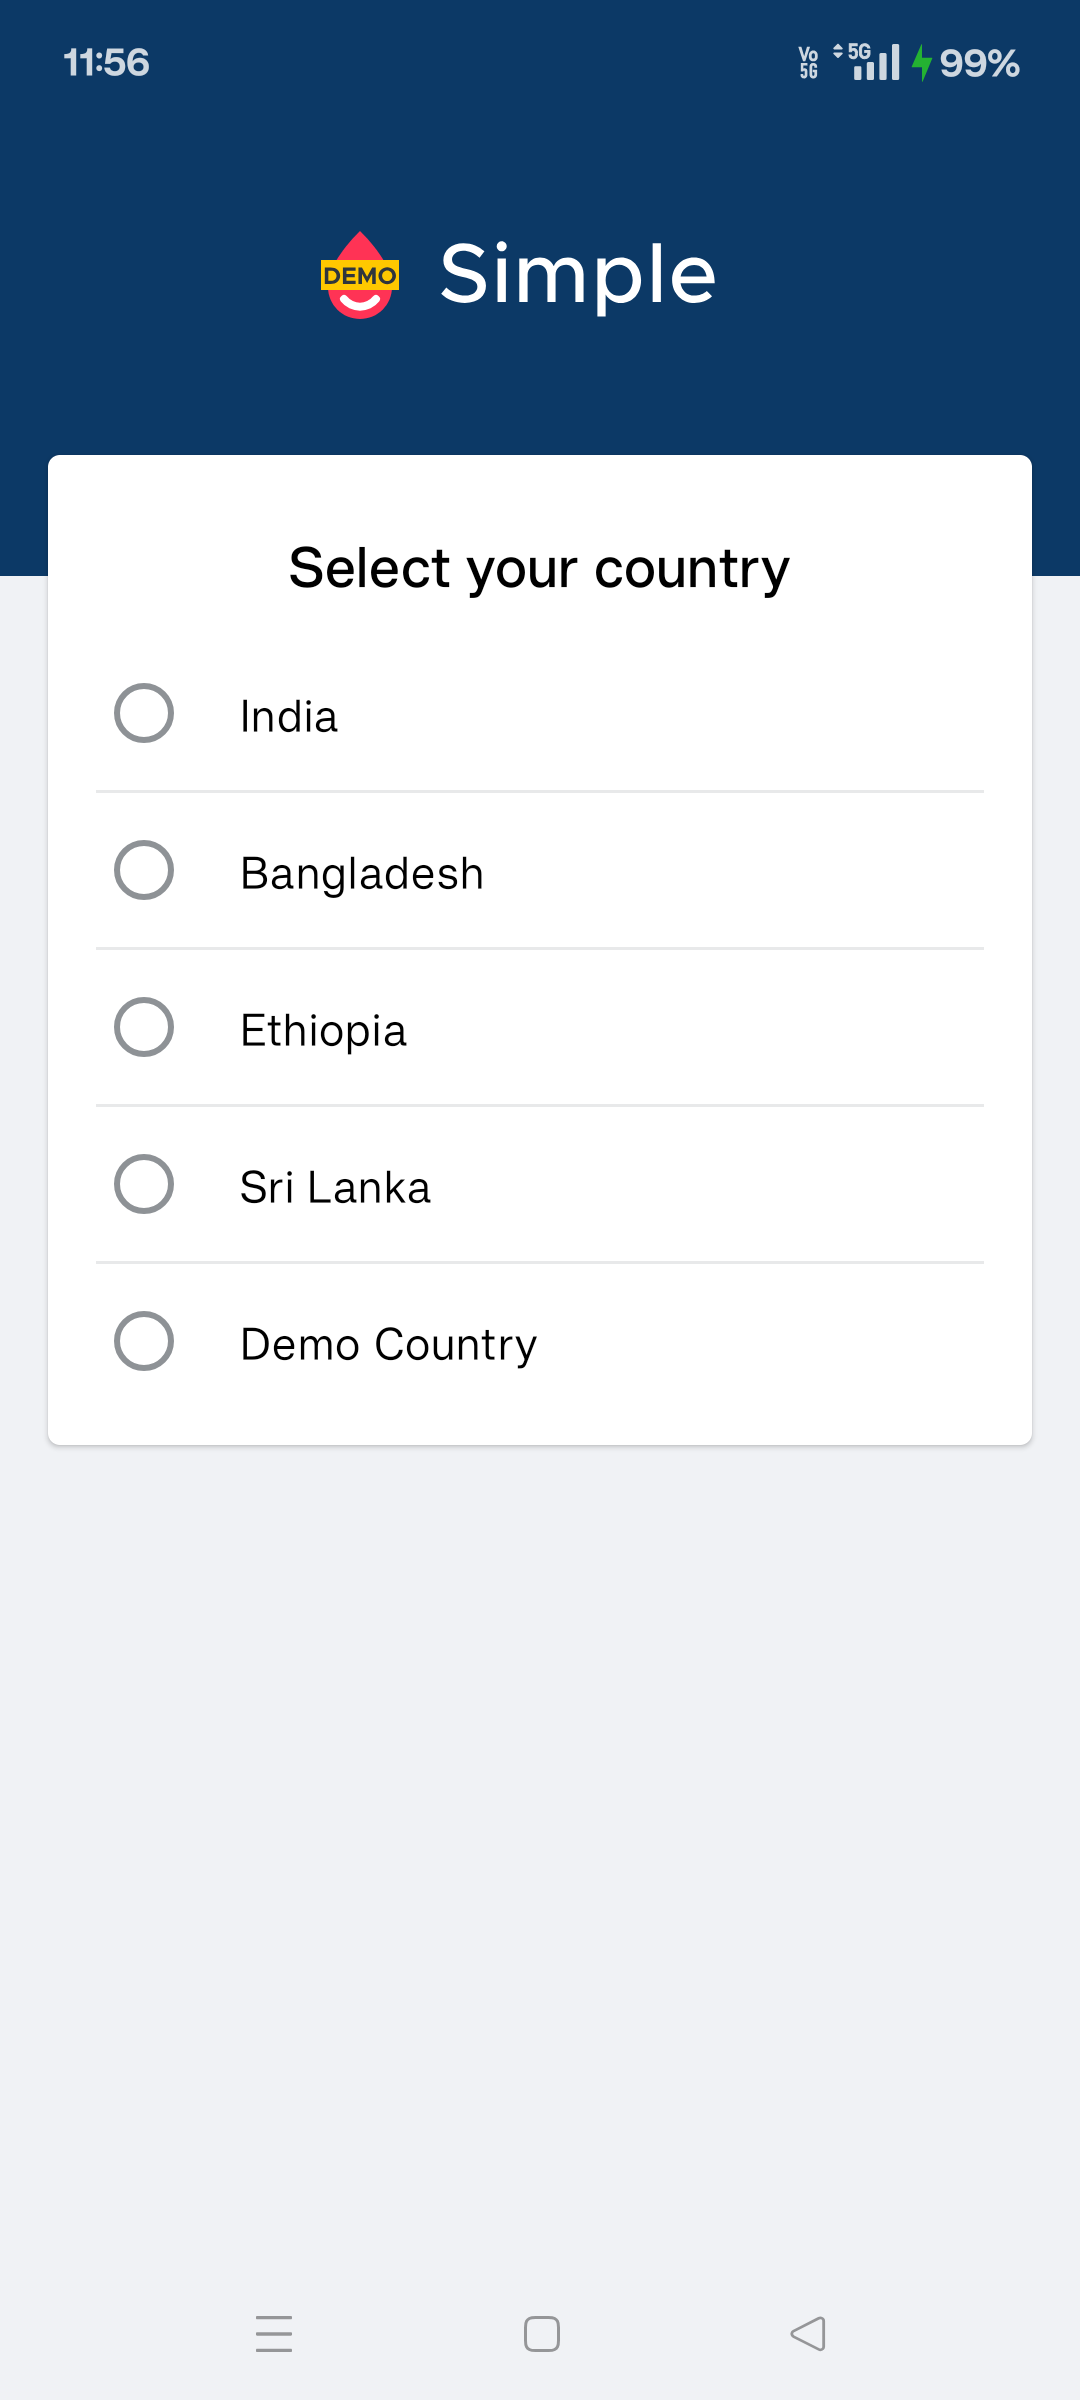 11:56
Vo 5G 5G 99%
DEMO Simple
Select your country
India
Bangladesh
Ethiopia
Sri Lanka
Demo Country